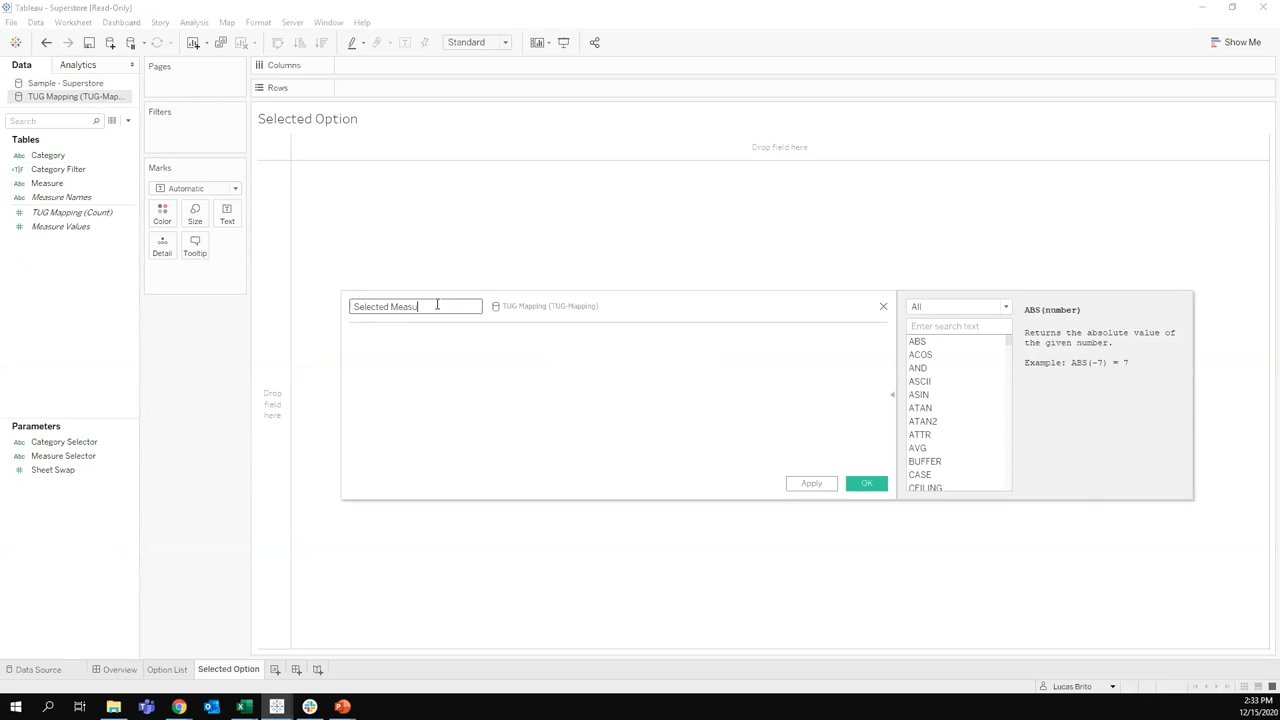 Tableau - Superstore [Read-Only]
File Data Worksheet Dashboard Story Analysis Map Format Server Window Help
Standard
Show Me
Data Analytics
Sample - Superstore
TUG Mapping (TUG-Map...
Search
Tables
Abc Category
=T|F Category Filter
Abc Measure
Abc Measure Names
# TUG Mapping (Count)
# Measure Values
Parameters
Abc Category Selector
Abc Measure Selector
# Sheet Swap
Pages
Filters
Marks
Automatic
Color Size Text
Detail Tooltip
Columns
Rows
Selected Option
Drop field here
Drop
field
here
Selected Measu
TUG Mapping (TUG-Mapping)
Apply OK
All
Enter search text
ABS
ACOS
AND
ASCII
ASIN
ATAN
ATAN2
ATTR
AVG
BUFFER
CASE
CEILING
ABS(number)
Returns the absolute value of
the given number.
Example: ABS(-7) = 7
Data Source Overview Option List Selected Option
Lucas Brito
2:33 PM
12/15/2020